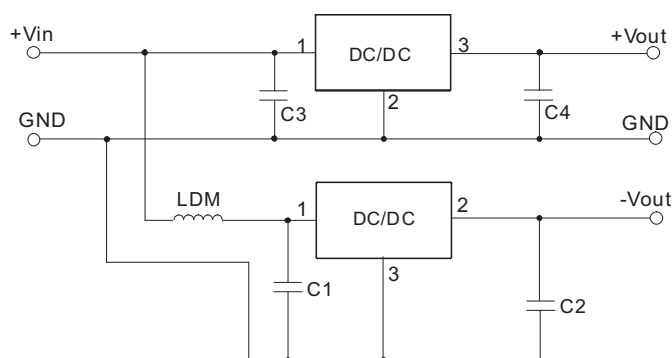 +Vin
1
DC/DC
3
+Vout
2
C3
C4
GND
GND
LDM
1
DC/DC
2
-Vout
3
C1
C2